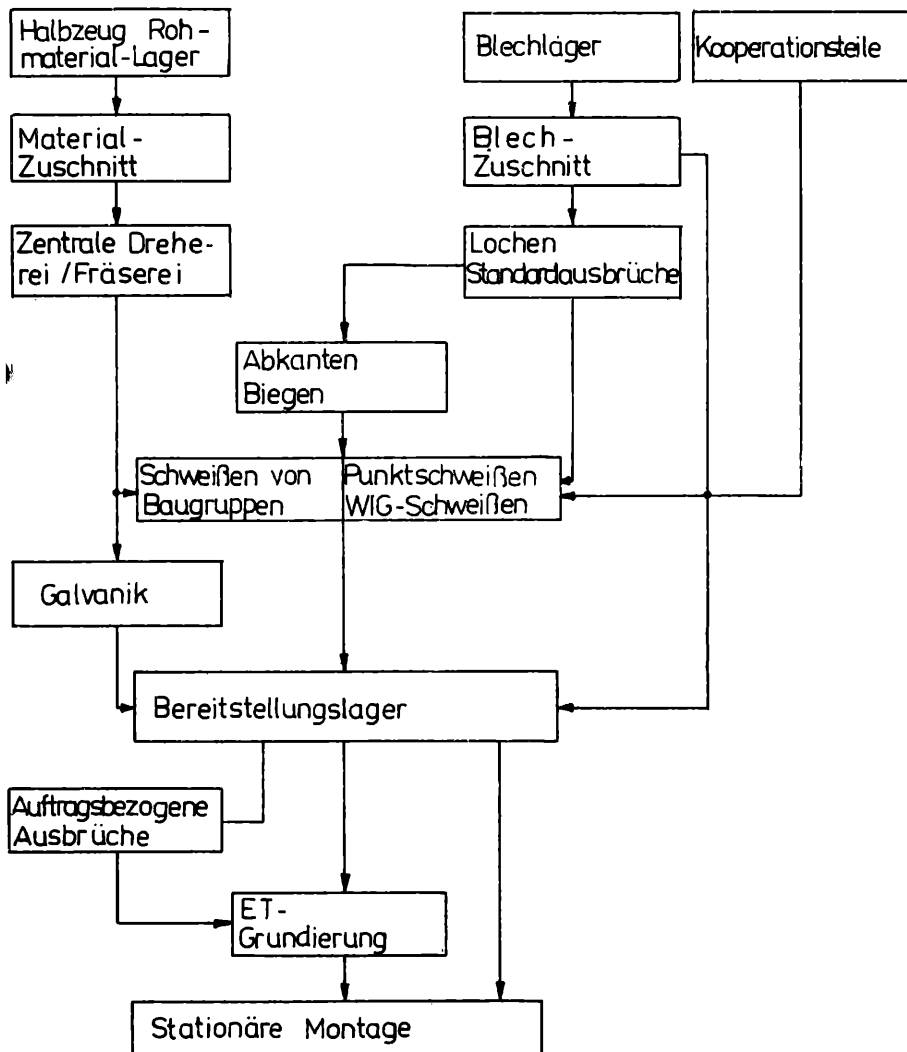 Halbzeug Roh-
material-Lager
Blechläger
Kooperationsteile
Material-
Zuschnitt
Blech-
Zuschnitt
Zentrale Drehe-
rei/Fräserei
Lochen
Standardausbrüche
Abkanten
Biegen
Schweißen von
Baugruppen
Punktschweißen
WIG-Schweißen
Galvanik
Bereitstellungslager
Auftragsbezogene
Ausbrüche
ET-
Grundierung
Stationäre Montage